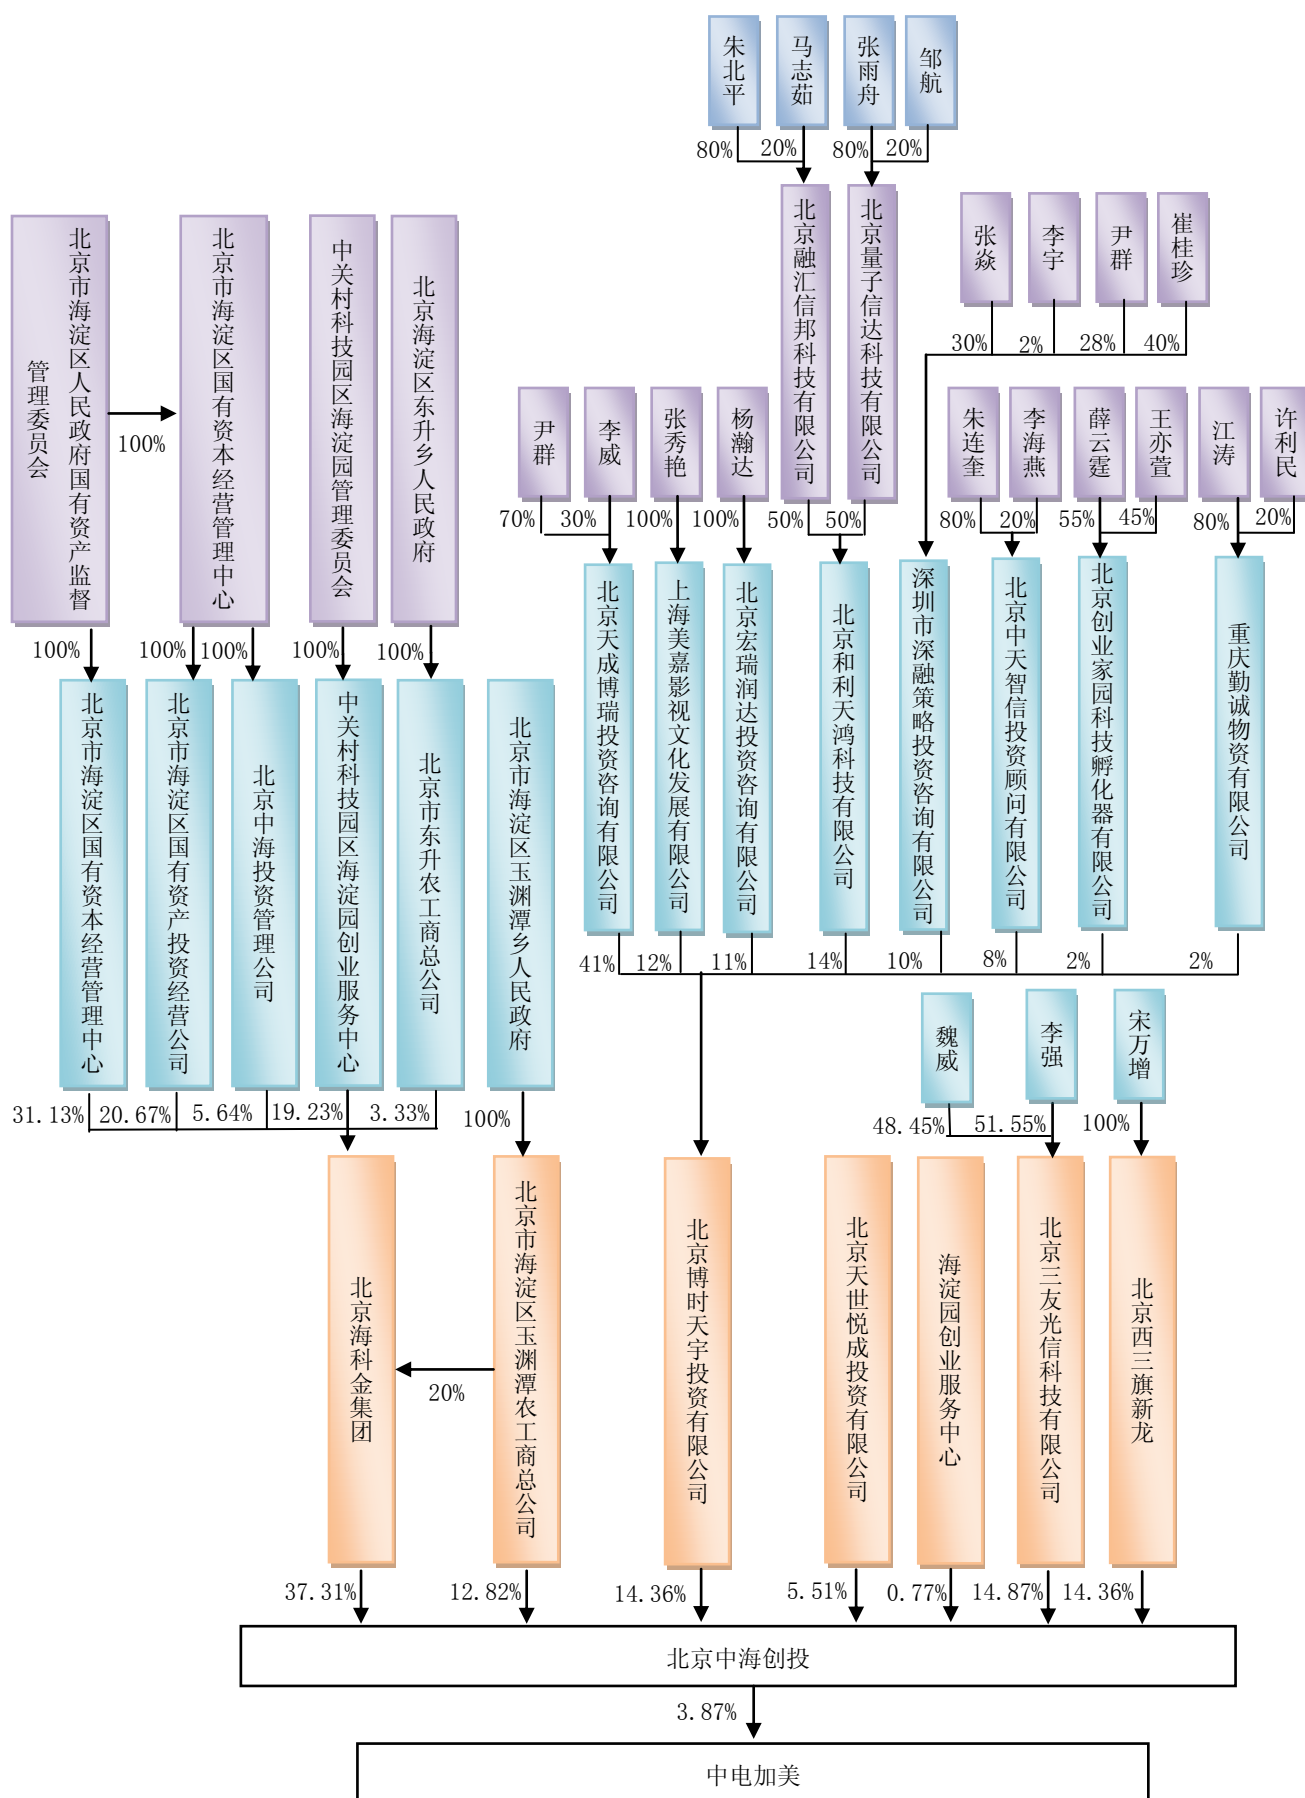 朱北平
马志茹
张雨舟
邹航
80%
20%
80%
20%
北京市海淀区人民政府国有资产监督
管理委员会
北京市海淀区国有资本经营管理中心
中关村科技园区海淀园管理委员会
北京海淀区东升乡人民政府
北京融汇信邦科技有限公司
北京量子信达科技有限公司
张焱
李宇
尹群
崔桂珍
30%
2%
28%
40%
100%
尹群
李威
张秀艳
杨瀚达
朱连奎
李海燕
薛云霆
王亦萱
江涛
许利民
70%
30%
100%
100%
50%
50%
80%
20%
55%
45%
80%
20%
100%
100%
100%
100%
100%
北京天成博瑞投资咨询有限公司
上海美嘉影视文化发展有限公司
北京宏瑞润达投资咨询有限公司
北京和利天鸿科技有限公司
深圳市深融策略投资咨询有限公司
北京中天智信投资顾问有限公司
北京创业家园科技孵化器有限公司
重庆勤诚物资有限公司
北京市海淀区国有资本经营管理中心
北京市海淀区国有资产投资经营公司
北京中海投资管理公司
中关村科技园区海淀园创业服务中心
北京市东升农工商总公司
北京市海淀区玉渊潭乡人民政府
41%
12%
11%
14%
10%
8%
2%
2%
魏威
李强
宋万增
31.13%
20.67%
5.64%
19.23%
3.33%
100%
48.45%
51.55%
100%
北京海科金集团
北京市海淀区玉渊潭农工商总公司
北京博时天宇投资有限公司
北京天世悦成投资有限公司
海淀园创业服务中心
北京三友光信科技有限公司
北京西三旗新龙
20%
37.31%
12.82%
14.36%
5.51%
0.77%
14.87%
14.36%
北京中海创投
3.87%
中电加美